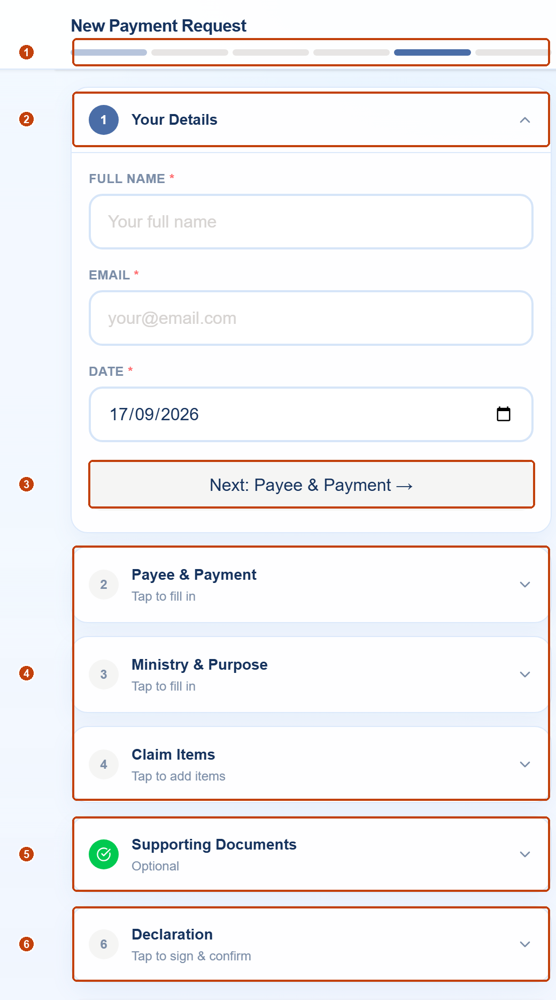 New Payment Request
1
2
1 Your Details
FULL NAME *
Your full name
EMAIL *
your@email.com
DATE *
17/09/2026
3
Next: Payee & Payment →
2
Payee & Payment
Tap to fill in
4
3
Ministry & Purpose
Tap to fill in
4
Claim Items
Tap to add items
5
Supporting Documents
Optional
6
6
Declaration
Tap to sign & confirm